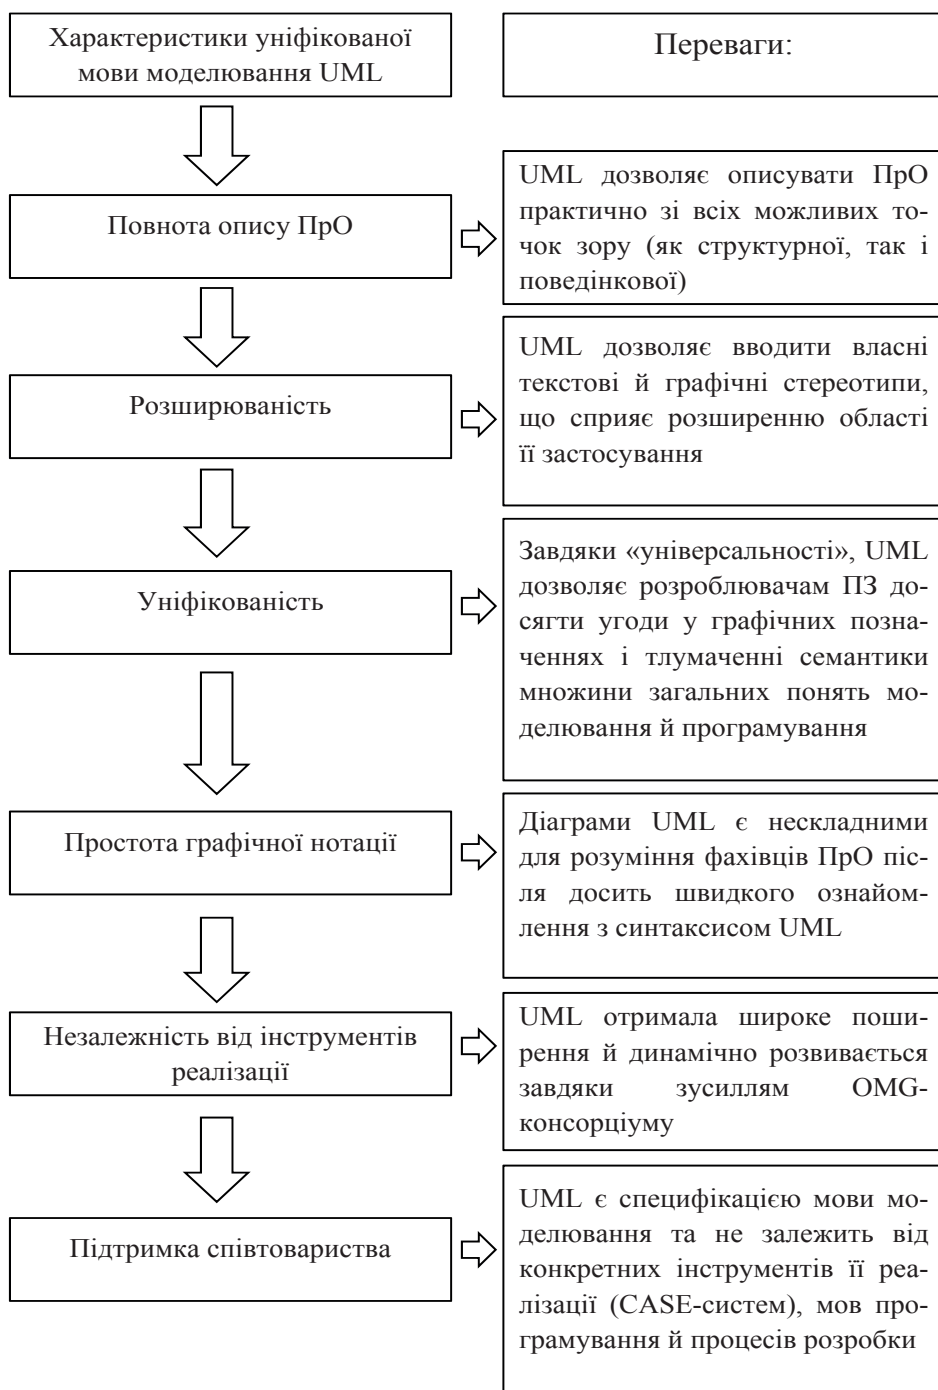 Характеристики уніфікованої
мови моделювання UML
Переваги:
Повнота опису ПрО
UML дозволяє описувати ПрО
практично зі всіх можливих то-
чок зору (як структурної, так і
поведінкової)
Розширюваність
UML дозволяє вводити власні
текстові й графічні стереотипи,
що сприяє розширенню області
її застосування
Уніфікованість
Завдяки «універсальності», UML
дозволяє розроблювачам ПЗ до-
сягти угоди у графічних позна-
ченнях і тлумаченні семантики
множини загальних понять мо-
делювання й програмування
Простота графічної нотації
Діаграми UML є нескладними
для розуміння фахівців ПрО піс-
ля досить швидкого ознайом-
лення з синтаксисом UML
Незалежність від інструментів
реалізації
UML отримала широке поши-
рення й динамічно розвивається
завдяки зусиллям OMG-
консорціуму
Підтримка співтовариства
UML є специфікацією мови мо-
делювання та не залежить від
конкретних інструментів її реа-
лізації (CASE-систем), мов про-
грамування й процесів розробки